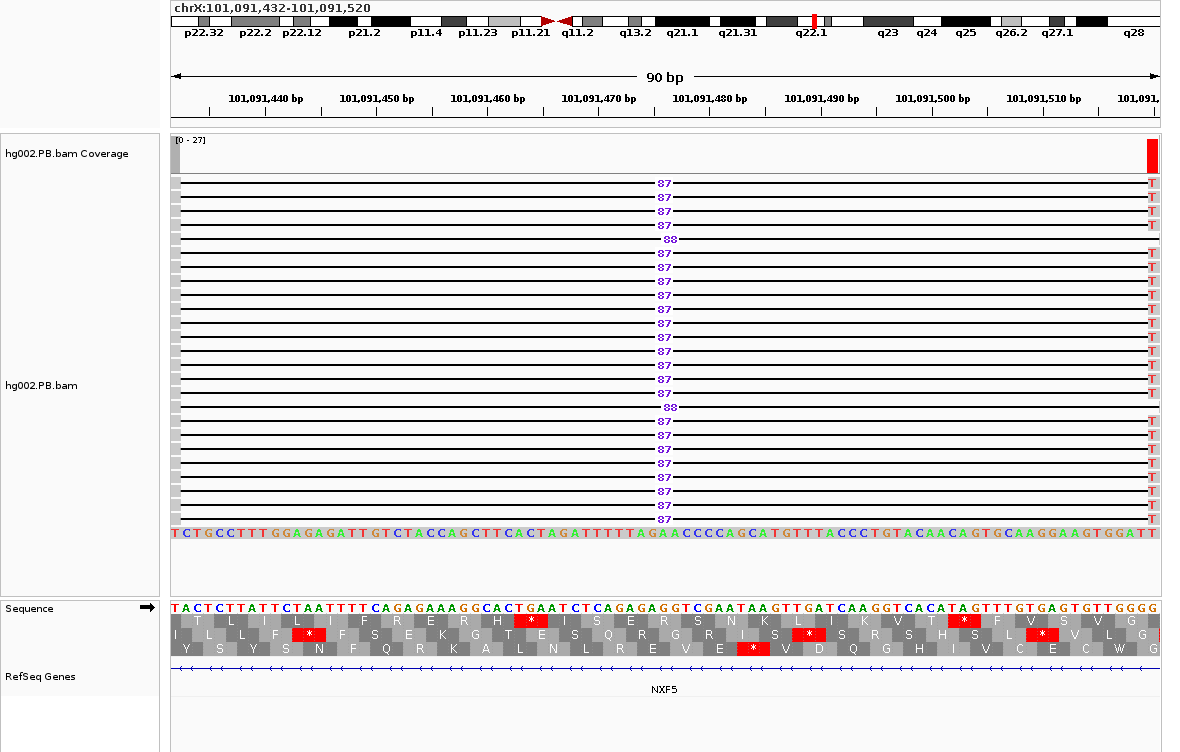 chrX:101,091,432-101,091,520
p22.32 p22.2 p22.12 p21.2 p11.4 p11.23 p11.21 q11.2 q13.2 q21.1 q21.31 q22.1 q23 q24 q25 q26.2 q27.1 q28
90 bp
101,091,440 bp 101,091,450 bp 101,091,460 bp 101,091,470 bp 101,091,480 bp 101,091,490 bp 101,091,500 bp 101,091,510 bp 101,091,
[0 - 27]
hg002.PB.bam Coverage
87 T
87 T
87 T
87 T
88
87 T
87 T
87 T
87 T
87 T
87 T
87 T
87 T
87 T
hg002.PB.bam
87 T
87 T
88
87 T
87 T
87 T
87 T
87 T
87 T
87 T
87 T
TCTGCCTTTGGAGAGATTGTCTACCAGCTTCACTAGATTTTTAGAACCCCAGCATGTTTACCCTGTACAACAGTGCAAGGAAGTGGATT
Sequence TACTCTTATTCTAATTTTCAGAGAAAGGCACTGAATCTCAGAGAGGTCGAATAAGTTGATCAAGGTCACATAGTTTGTGAGTGTTGGGG
T L I L I F R E R H * I S E R S N K L I K V T * F V S V G
I L L F * F S E K G T E S Q R G R I S * S R S H S L * V L G
Y S Y S N F Q R K A L N L R E V E * V D Q G H I V C E C W G
RefSeq Genes
NXF5